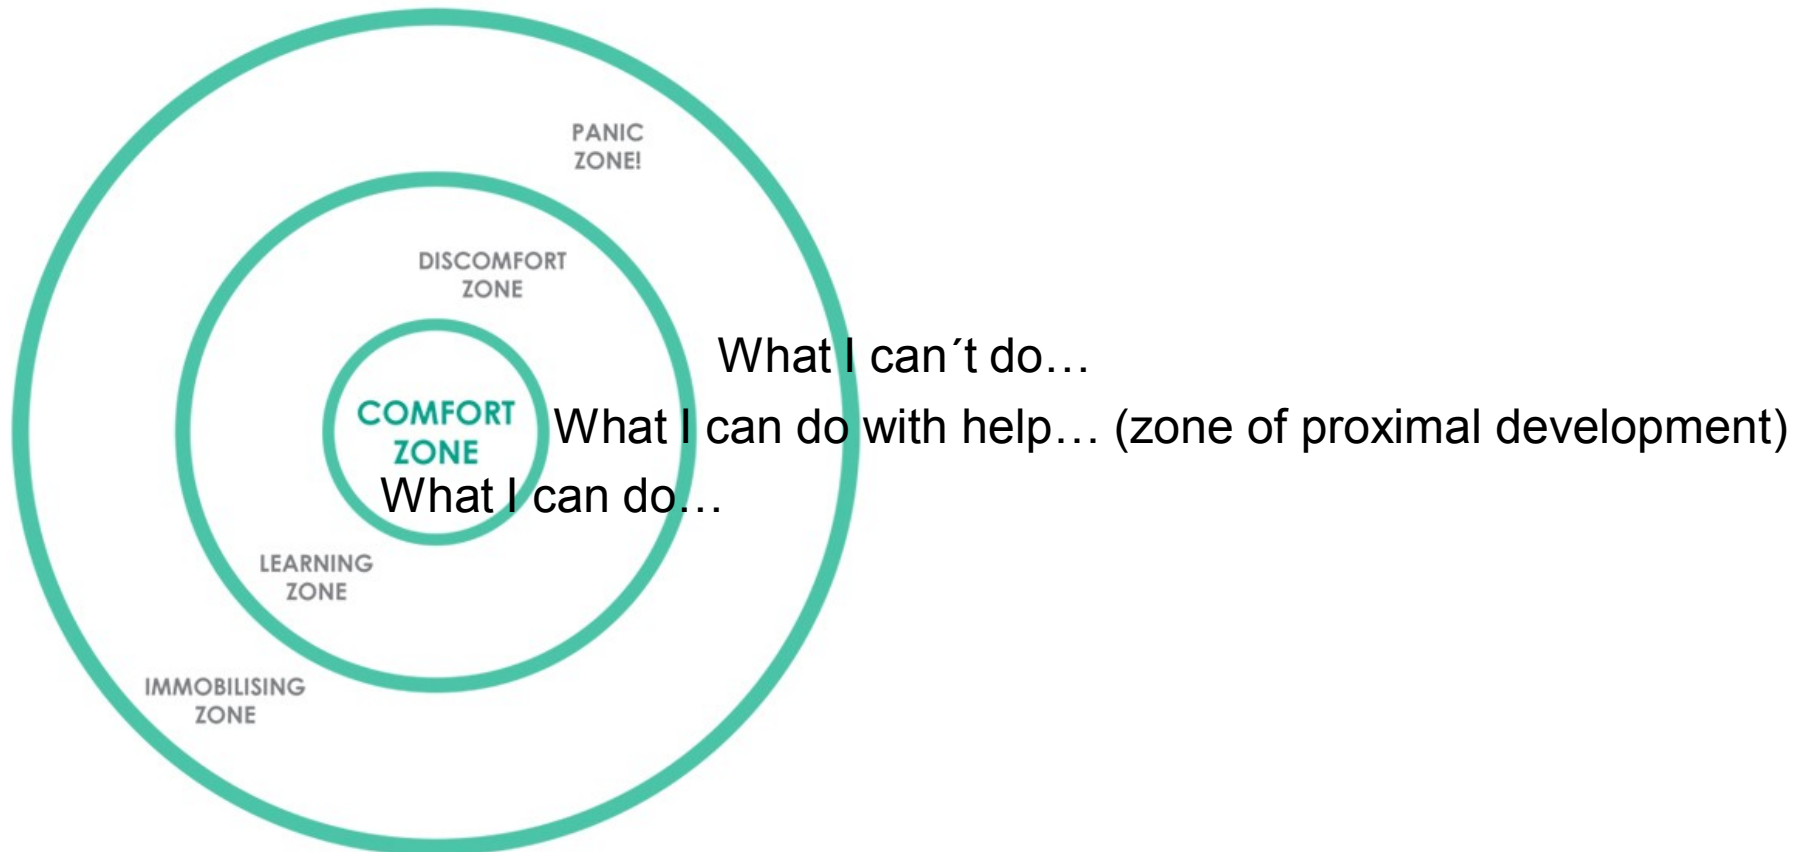 PANIC
ZONE!
DISCOMFORT
ZONE
What I can´t do…
COMFORT
ZONE
What I can do with help… (zone of proximal development)
What I can do…
LEARNING
ZONE
IMMOBILISING
ZONE